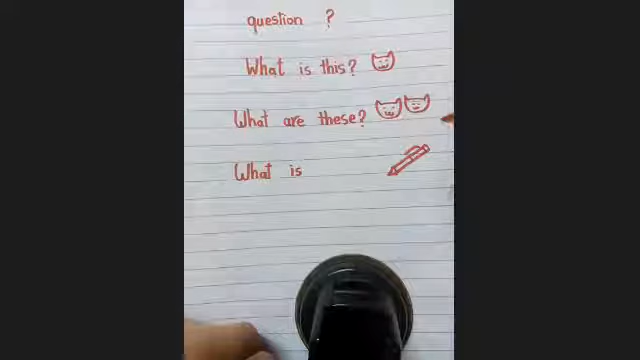 question ?
What is this?
What are these?
What is